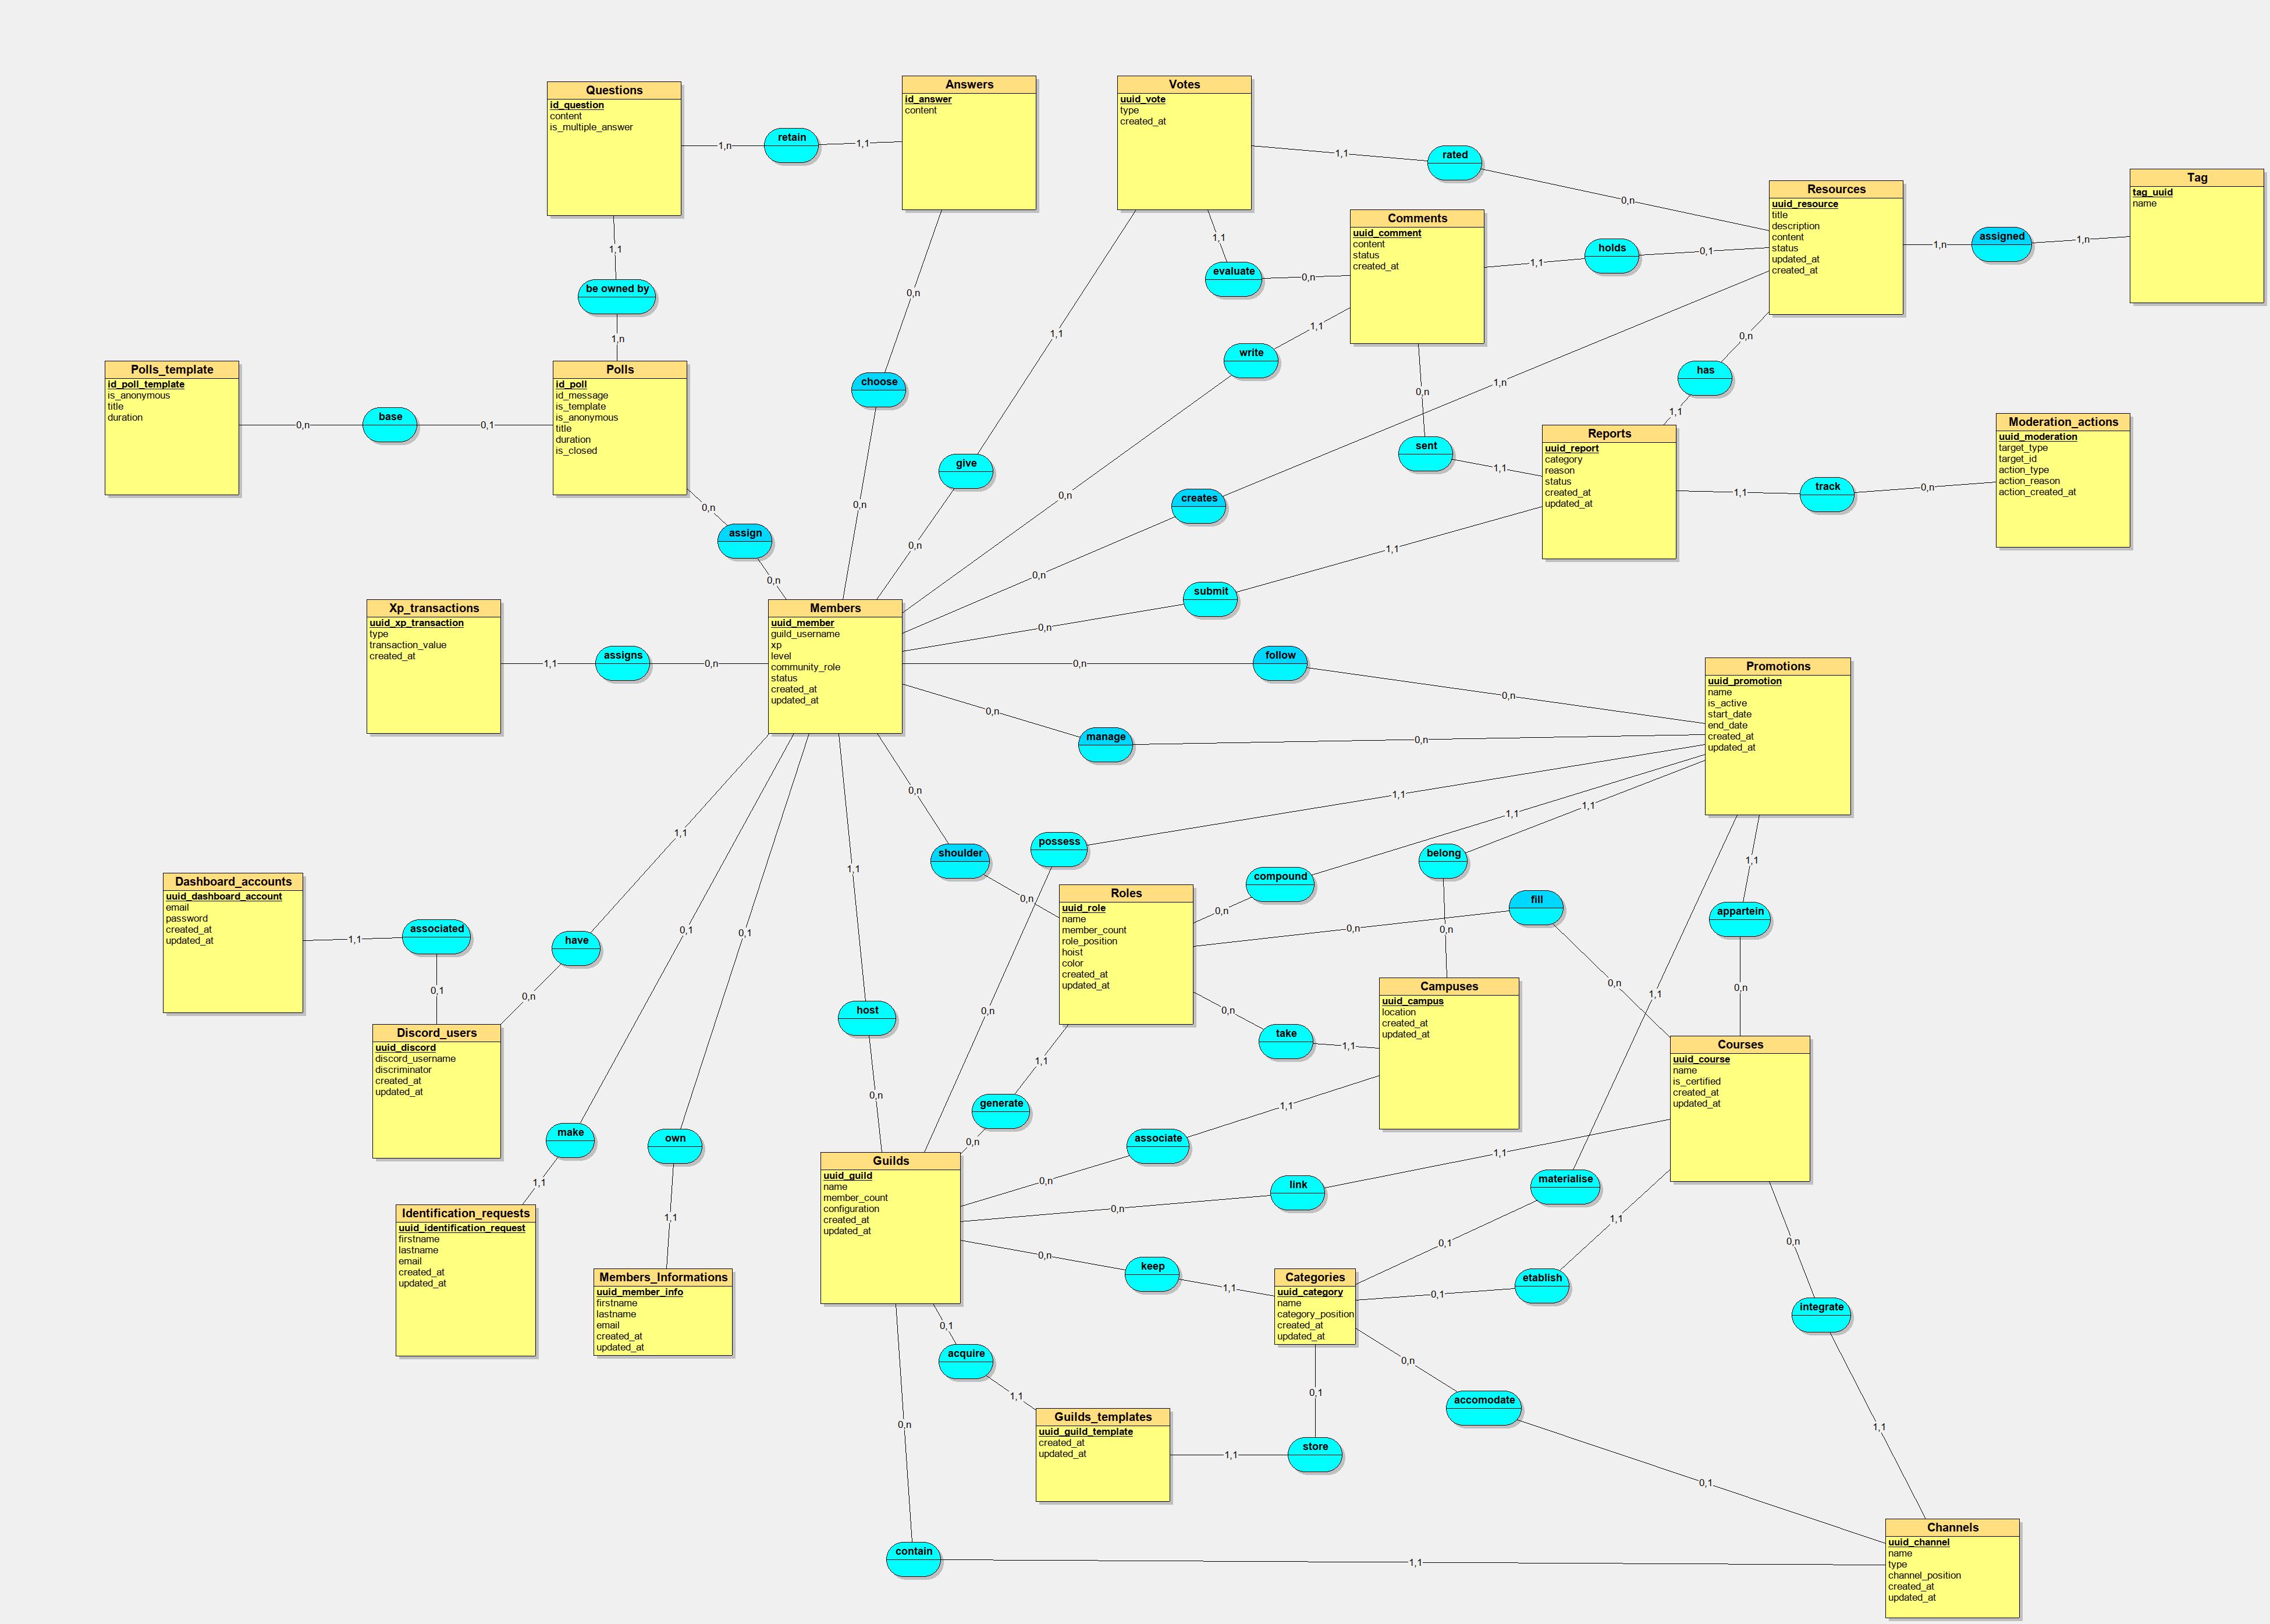 Questions
id_question
content
is_multiple_answer
1,n
retain
1,1
Answers
id_answer
content
Votes
uuid_vote
type
created_at
1,1
rated
0,n
1,1
evaluate
0,n
Comments
uuid_comment
content
status
created_at
1,1
holds
0,1
Resources
uuid_resource
title
description
content
status
updated_at
created_at
1,n
assigned
1,n
Tag
tag_uuid
name
1,1
be owned by
1,n
Polls_template
id_poll_template
is_anonymous
title
duration
0,n
base
0,1
Polls
id_poll
id_message
is_template
is_anonymous
title
duration
is_closed
0,n
assign
0,n
0,n
choose
0,n
1,1
give
0,n
1,1
write
0,n
1,n
creates
0,n
0,n
sent
1,1
0,n
has
1,1
Reports
uuid_report
category
reason
status
created_at
updated_at
1,1
track
0,n
Moderation_actions
uuid_moderation
target_type
target_id
action_type
action_reason
action_created_at
1,1
submit
0,n
Xp_transactions
uuid_xp_transaction
type
transaction_value
created_at
1,1
assigns
0,n
Members
uuid_member
guild_username
xp
level
community_role
status
created_at
updated_at
0,n
follow
0,n
0,n
manage
0,n
Promotions
uuid_promotion
name
is_active
start_date
end_date
created_at
updated_at
1,1
have
0,n
0,1
make
1,1
0,1
own
1,1
1,1
host
0,n
0,n
shoulder
0,n
1,1
possess
0,n
1,1
compound
0,n
1,1
belong
0,n
1,1
appartein
0,n
Dashboard_accounts
uuid_dashboard_account
email
password
created_at
updated_at
1,1
associated
0,1
Discord_users
uuid_discord
discord_username
discriminator
created_at
updated_at
Roles
uuid_role
name
member_count
role_position
hoist
color
created_at
updated_at
0,n
fill
0,n
0,n
take
1,1
Campuses
uuid_campus
location
created_at
updated_at
1,1
generate
0,n
1,1
associate
0,n
Courses
uuid_course
name
is_certified
created_at
updated_at
1,1
link
0,n
1,1
materialise
0,1
1,1
etablish
0,1
Identification_requests
uuid_identification_request
firstname
lastname
email
created_at
updated_at
Members_Informations
uuid_member_info
firstname
lastname
email
created_at
updated_at
Guilds
uuid_guild
name
member_count
configuration
created_at
updated_at
0,n
keep
1,1
Categories
uuid_category
name
category_position
created_at
updated_at
0,n
integrate
1,1
0,1
acquire
1,1
Guilds_templates
uuid_guild_template
created_at
updated_at
1,1
store
0,1
0,n
accomodate
0,1
0,n
contain
1,1
Channels
uuid_channel
name
type
channel_position
created_at
updated_at